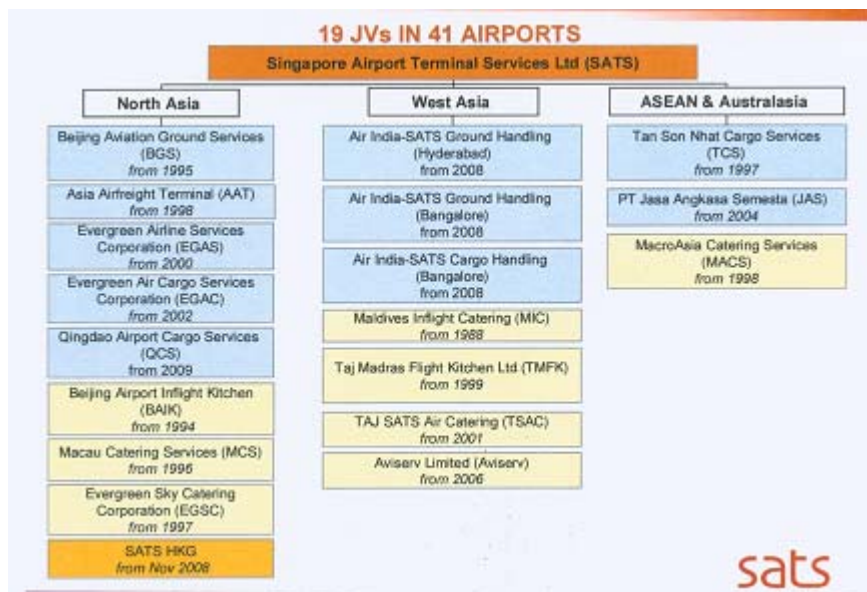 19 JVs IN 41 AIRPORTS
Singapore Airport Terminal Services Ltd (SATS)
North Asia
Beijing Aviation Ground Services
(BGS)
from 1995
Asia Airfreight Terminal (AAT)
from 1998
Evergreen Airline Services
Corporation (EGAS)
from 2000
Evergreen Air Cargo Services
Corporation (EGAC)
from 2002
Qingdao Airport Cargo Services
(QCS)
from 2009
Beijing Airport Inflight Kitchen
(BAIK)
from 1994
Macau Catering Services (MCS)
from 1996
Evergreen Sky Catering
Corporation (EGSC)
from 1997
SATS HKG
from Nov 2008
West Asia
Air India-SATS Ground Handling
(Hyderabad)
from 2008
Air India-SATS Ground Handling
(Bangalore)
from 2008
Air India-SATS Cargo Handling
(Bangalore)
from 2008
Maldives Inflight Catering (MIC)
from 1988
Taj Madras Flight Kitchen Ltd (TMFK)
from 1999
TAJ SATS Air Catering (TSAC)
from 2001
Aviserv Limited (Aviserv)
from 2006
ASEAN & Australasia
Tan Son Nhat Cargo Services
(TCS)
from 1997
PT Jasa Angkasa Semesta (JAS)
from 2004
MacroAsia Catering Services
(MACS)
from 1998
sats